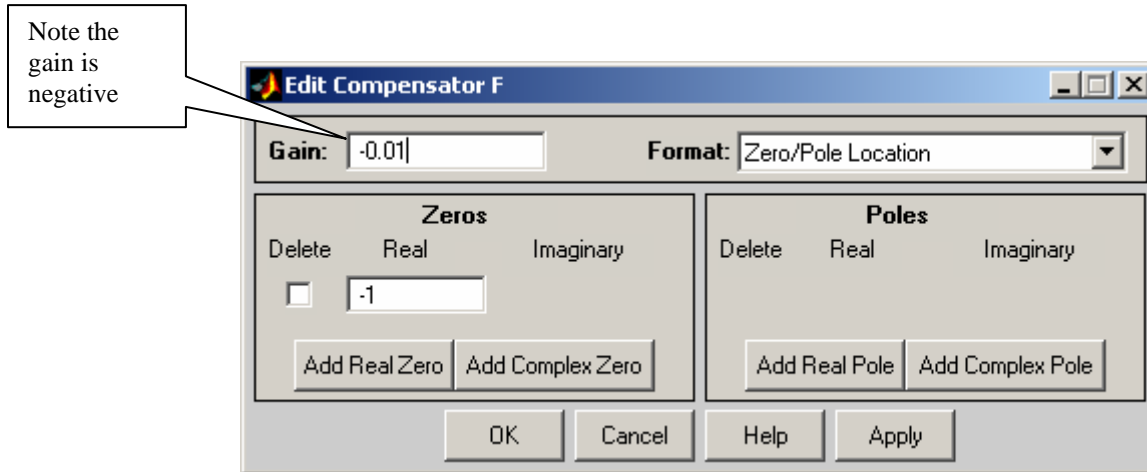 Note the
gain is
negative
Edit Compensator F
Gain: -0.01 Format: Zero/Pole Location
Zeros Poles
Delete Real Imaginary Delete Real Imaginary
-1
Add Real Zero Add Complex Zero Add Real Pole Add Complex Pole
OK Cancel Help Apply